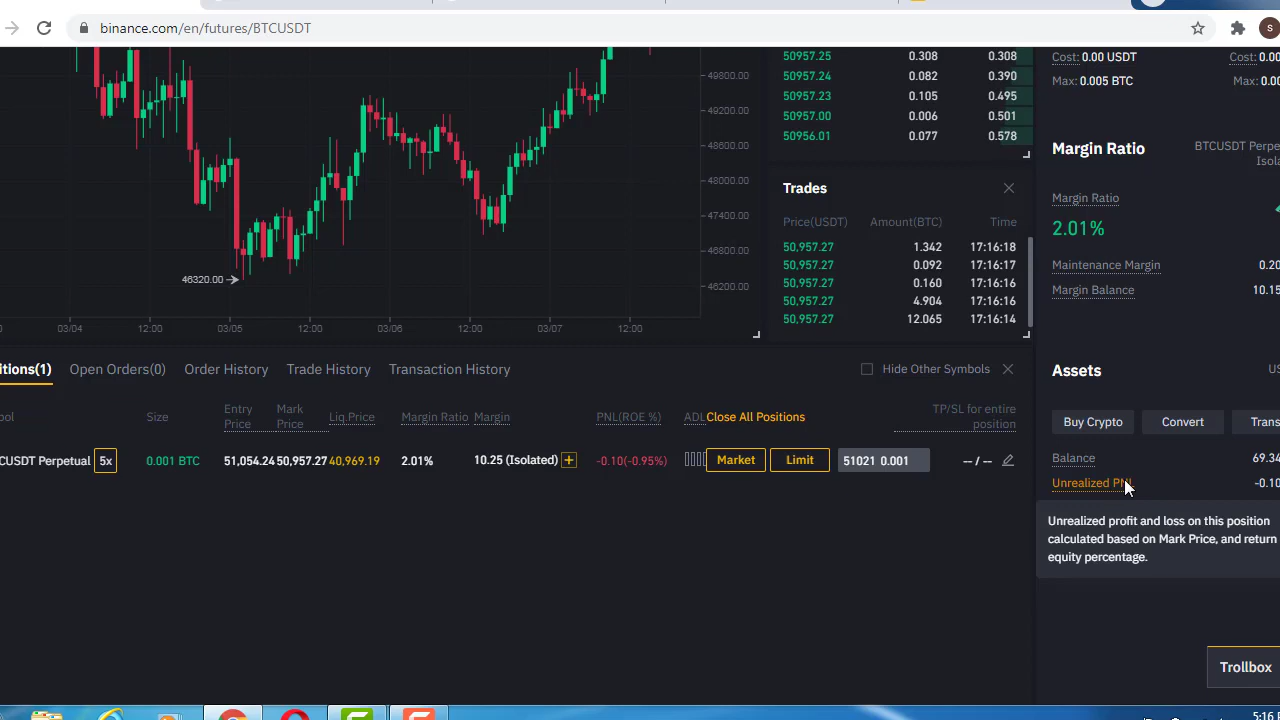 binance.com/en/futures/BTCUSDT
S
49800.00
49200.00
48600.00
48000.00
47400.00
46800.00
46200.00
46320.00
03/04 12:00 03/05 12:00 03/06 12:00 03/07 12:00
50957.25 0.308 0.308
50957.24 0.082 0.390
50957.23 0.105 0.495
50957.00 0.006 0.501
50956.01 0.077 0.578
Trades
Price(USDT) Amount(BTC) Time
50,957.27 1.342 17:16:18
50,957.27 0.092 17:16:17
50,957.27 0.160 17:16:16
50,957.27 4.904 17:16:16
50,957.27 12.065 17:16:14
Cost: 0.00 USDT Cost: 0.00
Max: 0.005 BTC Max: 0.00
Margin Ratio BTCUSDT Perpe
Isola
Margin Ratio
2.01%
Maintenance Margin 0.20
Margin Balance 10.15
Assets US
Buy Crypto Convert Trans
Balance 69.34
Unrealized PNL -0.10
Unrealized profit and loss on this position
calculated based on Mark Price, and return
equity percentage.
Trollbox
itions(1) Open Orders(0) Order History Trade History Transaction History Hide Other Symbols
bol Size Entry Price Mark Price Liq.Price Margin Ratio Margin PNL(ROE %) ADL Close All Positions TP/SL for entire position
CUSDT Perpetual 5x 0.001 BTC 51,054.24 50,957.27 40,969.19 2.01% 10.25 (Isolated) -0.10(-0.95%) Market Limit 51021 0.001 -- / --
5:16